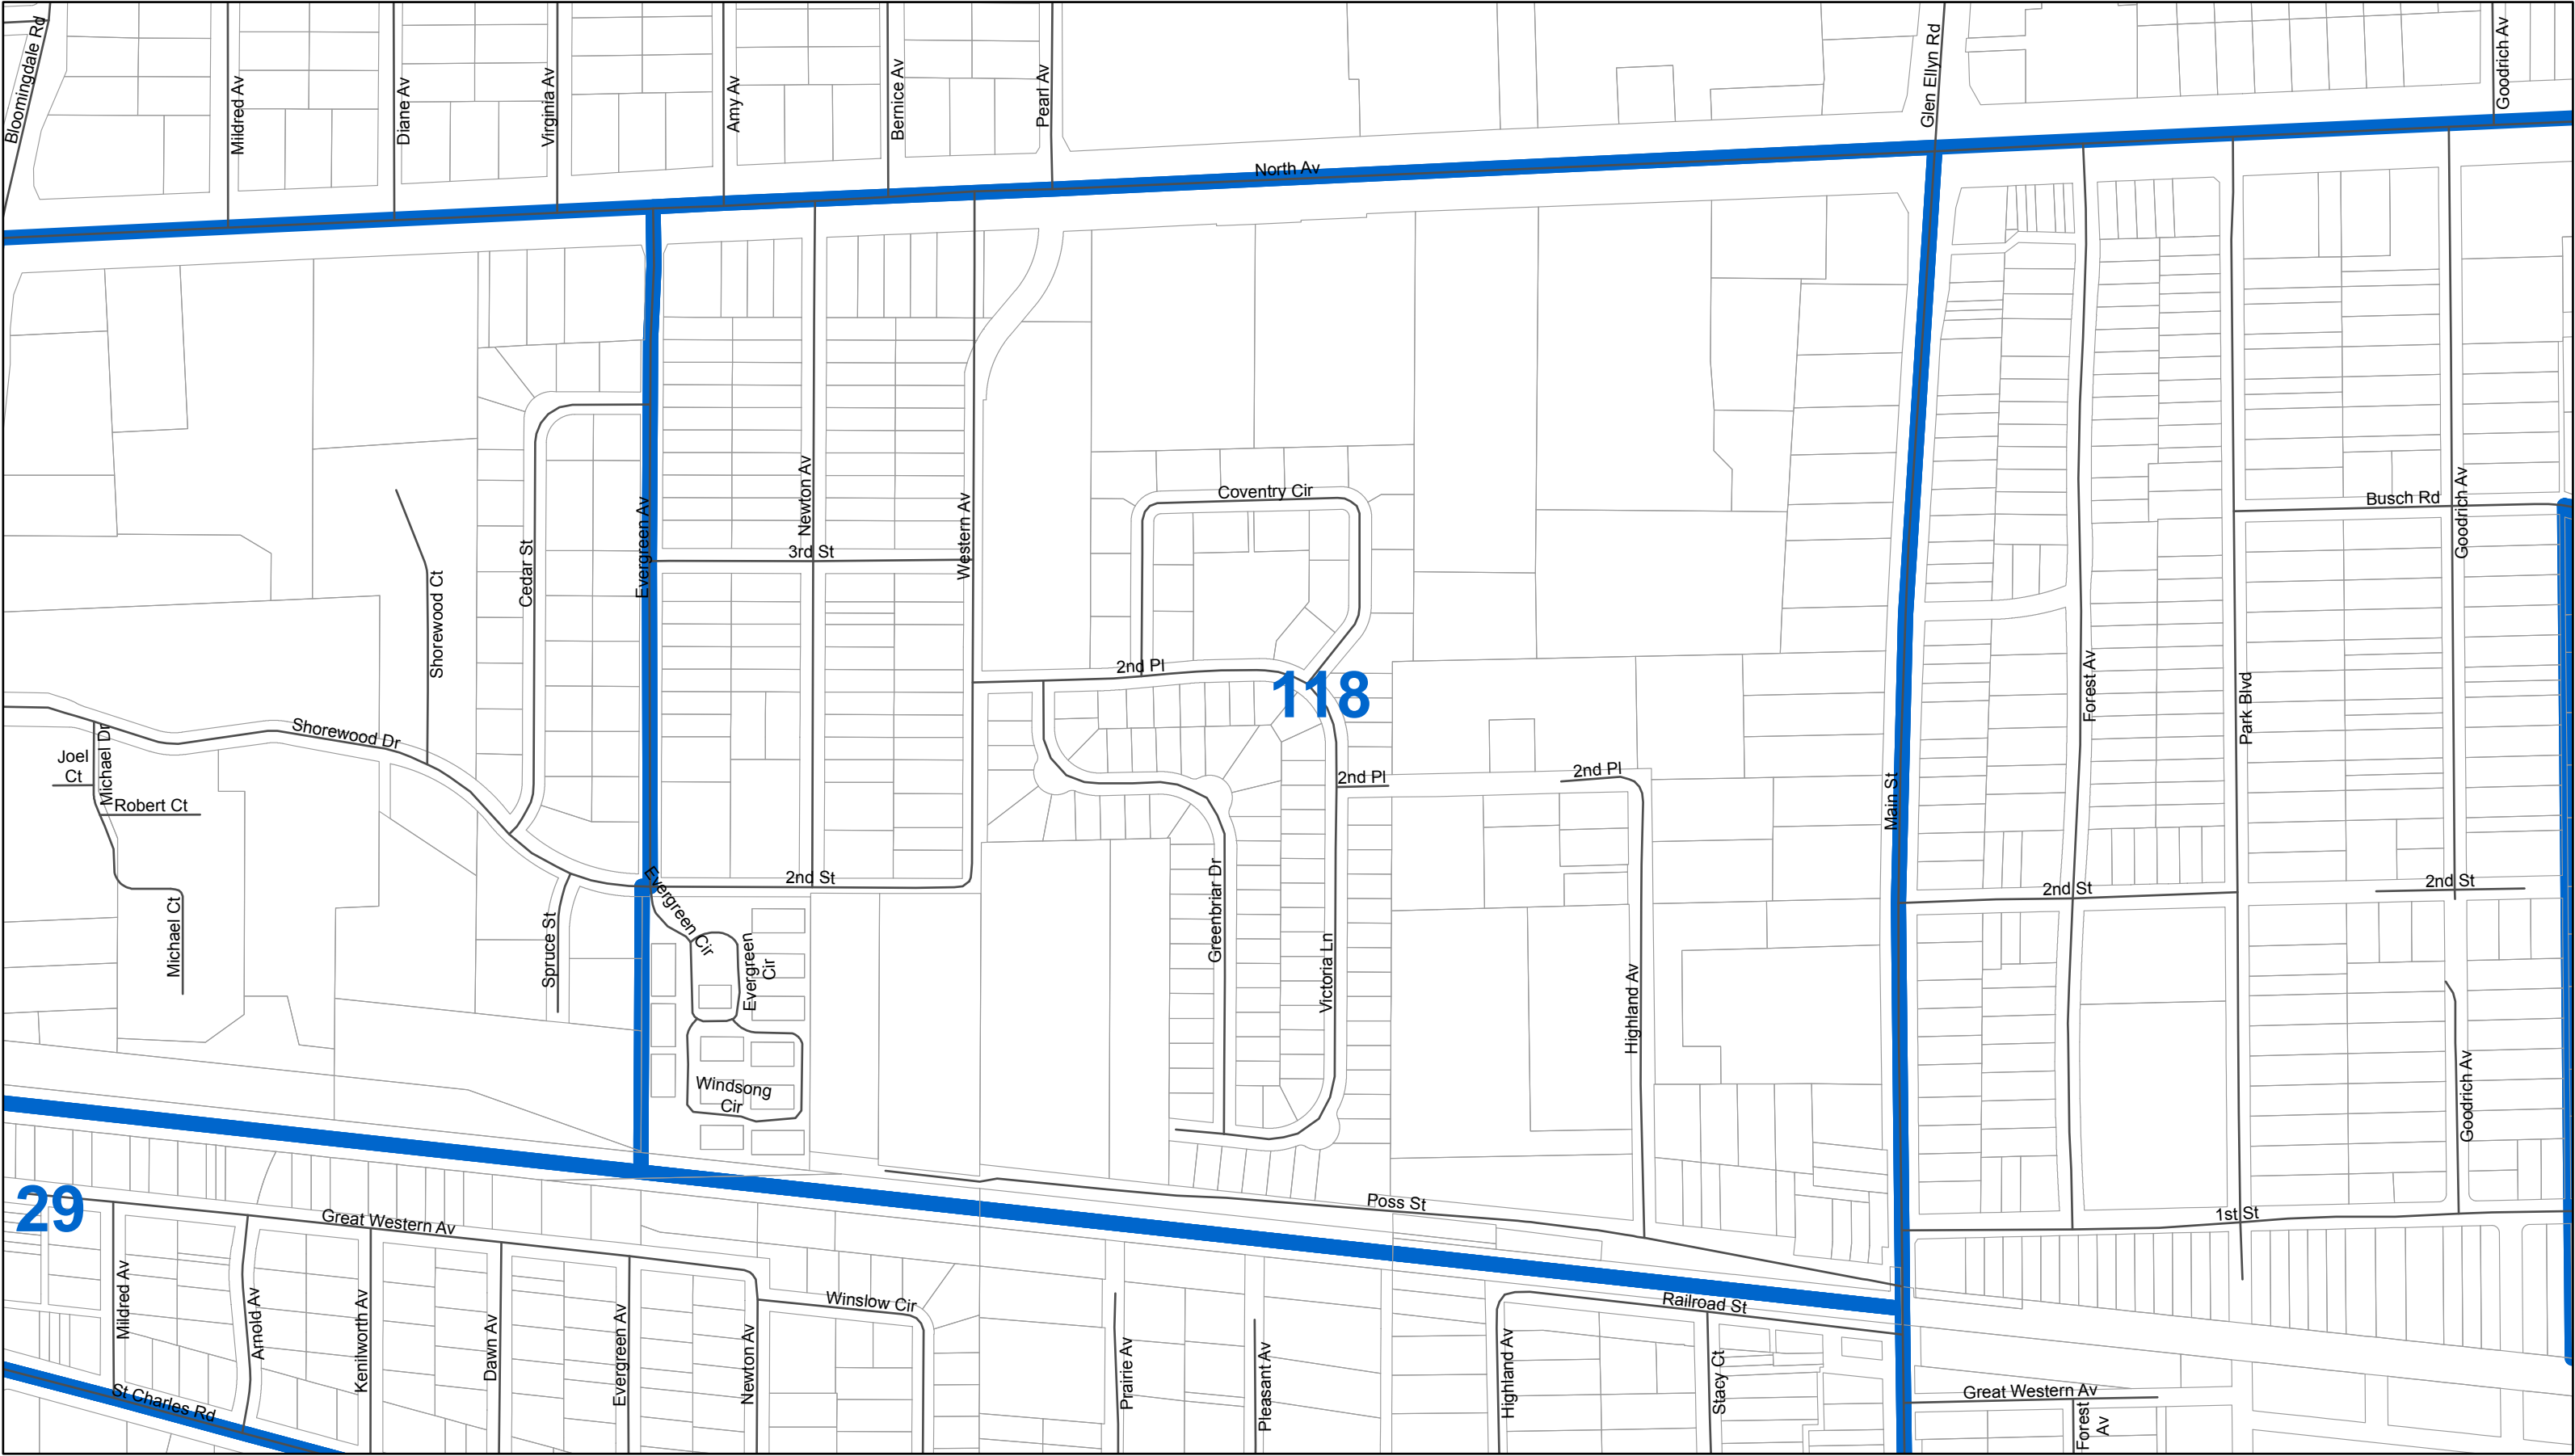 Bloomingdale Rd
Mildred Av
Diane Av
Virginia Av
Amy Av
Bernice Av
Pearl Av
Glen Ellyn Rd
Goodrich Av
North Av
Coventry Cir
Busch Rd
Goodrich Av
Newton Av
Western Av
Evergreen Av
3rd St
Cedar St
Shorewood Ct
2nd Pl
118
Forest Av
Park Blvd
Shorewood Dr
Michael Dr
Joel
Ct
Robert Ct
2nd Pl
2nd Pl
Main St
2nd St
2nd St
2nd St
Evergreen Cir
Evergreen
Cir
Greenbriar Dr
Victoria Ln
Highland Av
Michael Ct
Spruce St
Windsong
Cir
Goodrich Av
29
Great Western Av
Poss St
1st St
Mildred Av
Arnold Av
Kenilworth Av
Dawn Av
Evergreen Av
Newton Av
Winslow Cir
Prairie Av
Pleasant Av
Highland Av
Railroad St
Stacy Ct
St Charles Rd
Great Western Av
Forest
Av